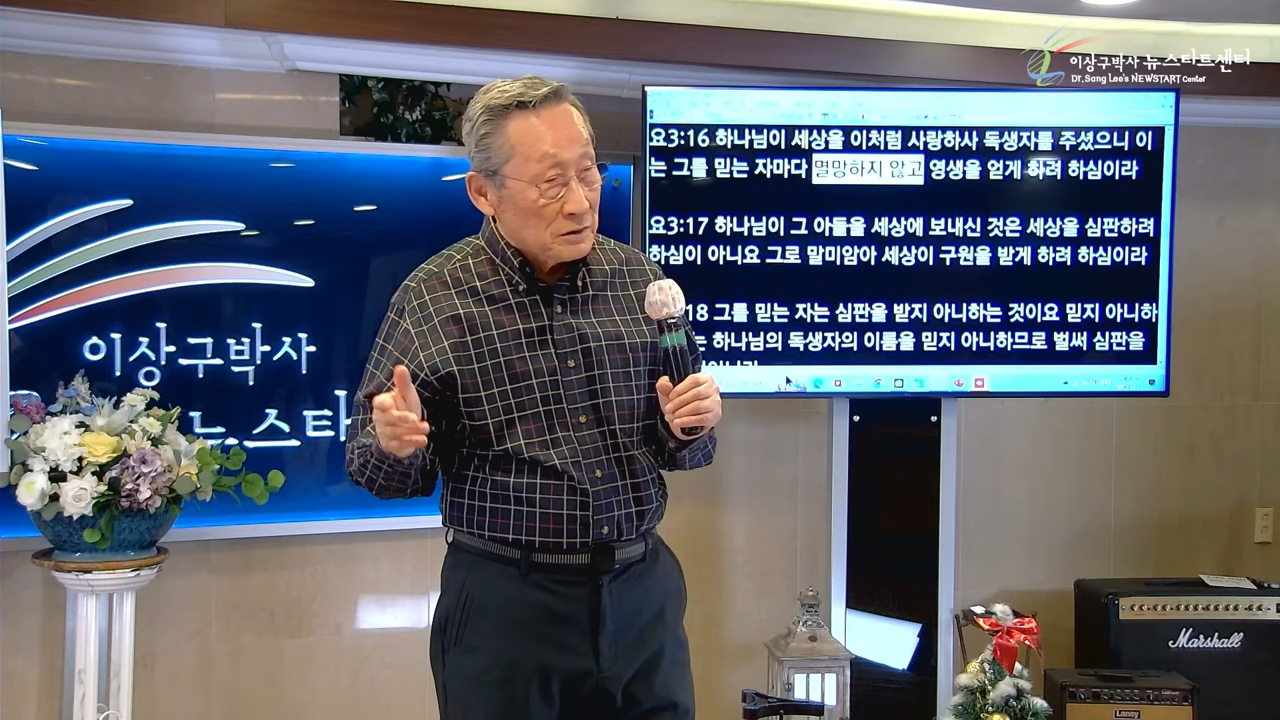 이상구박사 뉴스타트센터
Dr. Sang Lee's NEWSTART Center
요3:16 하나님이 세상을 이처럼 사랑하사 독생자를 주셨으니 이
는 그를 믿는 자마다 멸망하지 않고 영생을 얻게 하려 하심이라
요3:17 하나님이 그 아들을 세상에 보내신 것은 세상을 심판하려
하심이 아니요 그로 말미암아 세상이 구원을 받게 하려 하심이라
18 그를 믿는 자는 심판을 받지 아니하는 것이요 믿지 아니하
는 하나님의 독생자의 이름을 믿지 아니하므로 벌써 심판을
이상구박사
뉴스타
Marshall
Laney